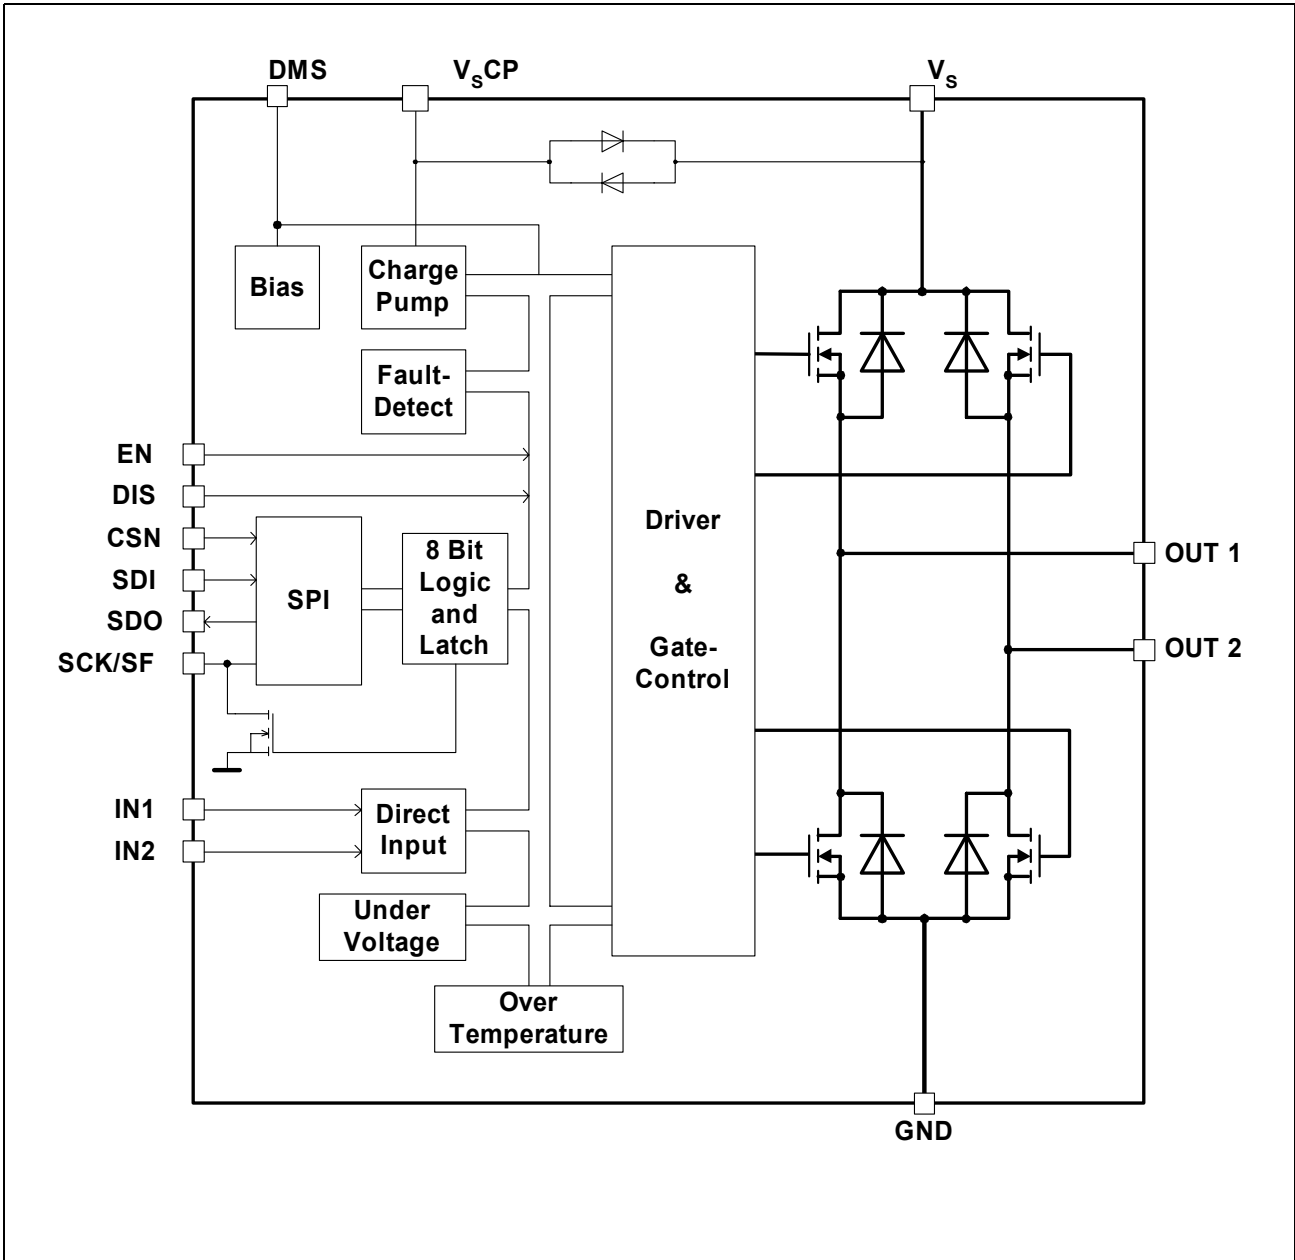 DMS
VSCP
VS
Bias
Charge
Pump
Fault-
Detect
EN
DIS
CSN
SDI
SDO
SCK/SF
SPI
8 Bit
Logic
and
Latch
Driver
&
Gate-
Control
OUT 1
OUT 2
IN1
IN2
Direct
Input
Under
Voltage
Over
Temperature
GND